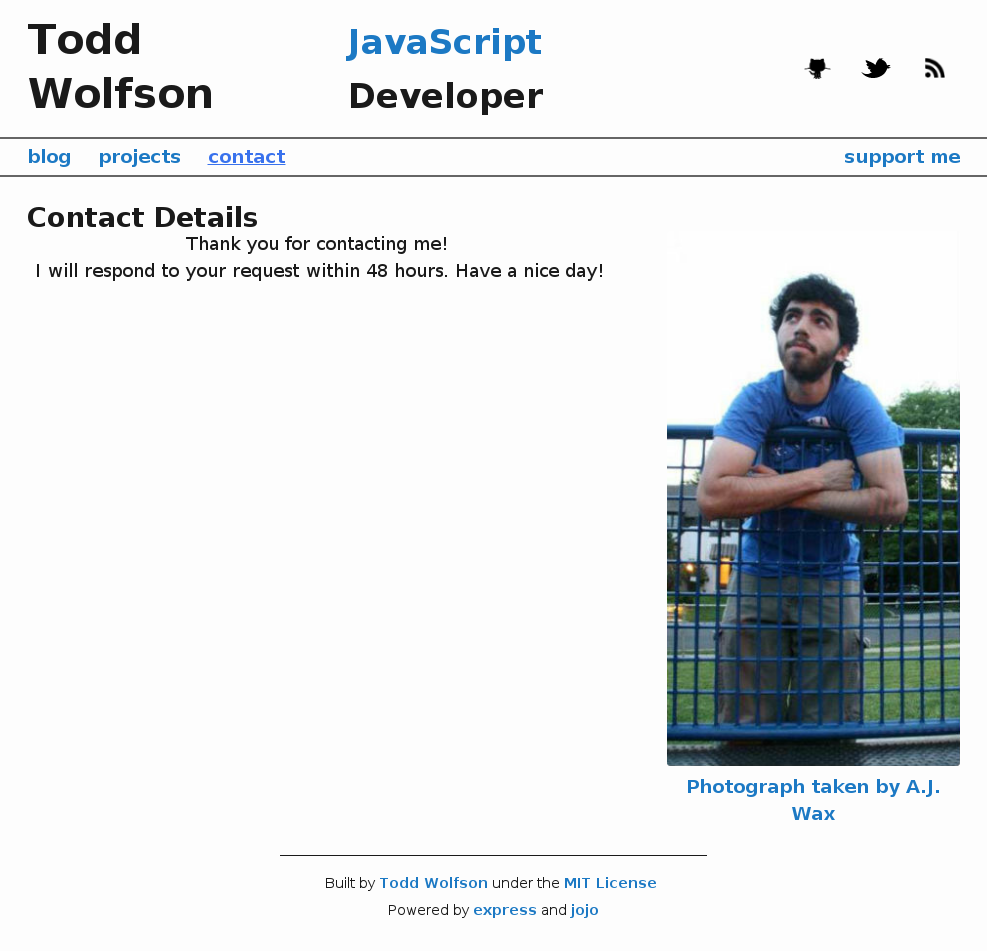 Todd
Wolfson
JavaScript
Developer
blog projects contact support me
Contact Details
Thank you for contacting me!
I will respond to your request within 48 hours. Have a nice day!
Photograph taken by A.J.
Wax
Built by Todd Wolfson under the MIT License
Powered by express and jojo